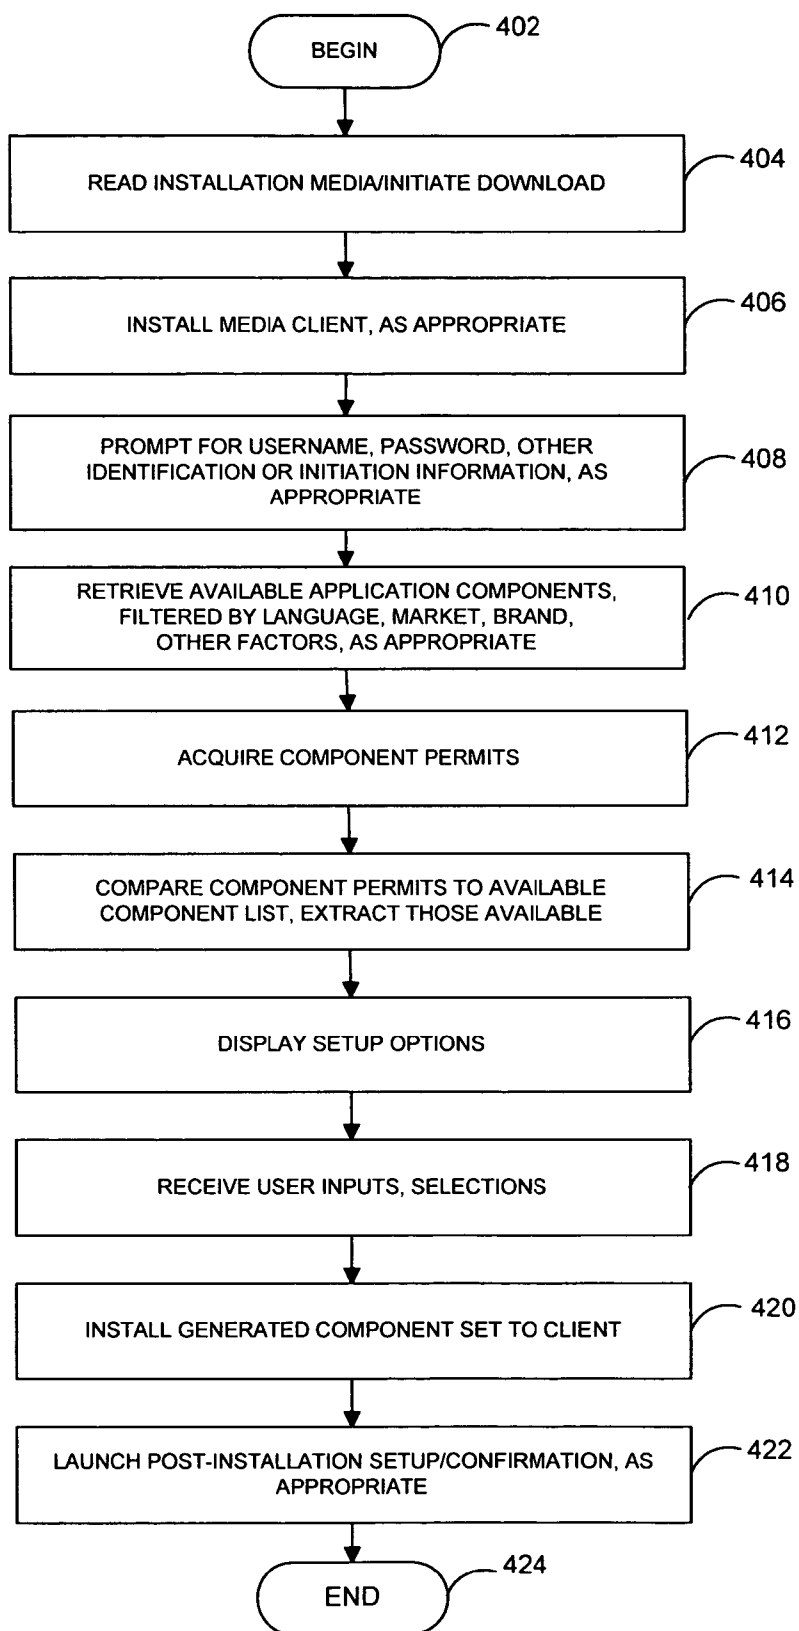 BEGIN
402
READ INSTALLATION MEDIA/INITIATE DOWNLOAD
404
INSTALL MEDIA CLIENT, AS APPROPRIATE
406
PROMPT FOR USERNAME, PASSWORD, OTHER
IDENTIFICATION OR INITIATION INFORMATION, AS
APPROPRIATE
408
RETRIEVE AVAILABLE APPLICATION COMPONENTS,
FILTERED BY LANGUAGE, MARKET, BRAND,
OTHER FACTORS, AS APPROPRIATE
410
ACQUIRE COMPONENT PERMITS
412
COMPARE COMPONENT PERMITS TO AVAILABLE
COMPONENT LIST, EXTRACT THOSE AVAILABLE
414
DISPLAY SETUP OPTIONS
416
RECEIVE USER INPUTS, SELECTIONS
418
INSTALL GENERATED COMPONENT SET TO CLIENT
420
LAUNCH POST-INSTALLATION SETUP/CONFIRMATION, AS
APPROPRIATE
422
END
424